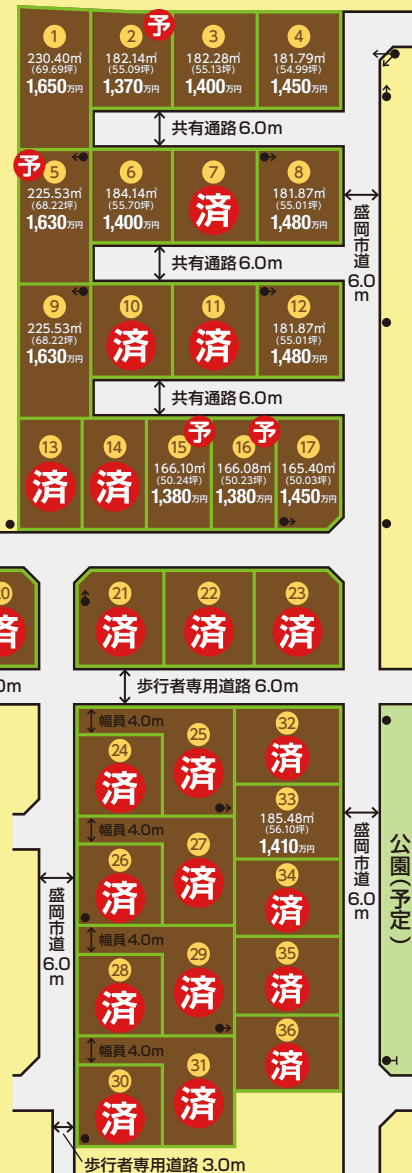 1
230.40㎡
(69.69坪)
1,650万円
2
予
182.14㎡
(55.09坪)
1,370万円
3
182.28㎡
(55.13坪)
1,400万円
4
181.79㎡
(54.99坪)
1,450万円
共有通路6.0m
予
5
225.53㎡
(68.22坪)
1,630万円
6
184.14㎡
(55.70坪)
1,400万円
7
済
8
181.87㎡
(55.01坪)
1,480万円
盛岡市道6.0m
共有通路6.0m
9
225.53㎡
(68.22坪)
1,630万円
10
済
11
済
12
181.87㎡
(55.01坪)
1,480万円
共有通路6.0m
13
済
14
済
15
予
166.10㎡
(50.24坪)
1,380万円
16
予
166.08㎡
(50.23坪)
1,380万円
17
165.40㎡
(50.03坪)
1,450万円
20
済
21
済
22
済
23
済
0m
歩行者専用道路 6.0m
幅員4.0m
24
済
25
済
32
済
33
185.48㎡
(56.10坪)
1,410万円
幅員4.0m
26
済
27
済
34
済
盛岡市道6.0m
公園(予定)
盛岡市道6.0m
幅員4.0m
28
済
29
済
35
済
幅員4.0m
30
済
31
済
36
済
歩行者専用道路 3.0m